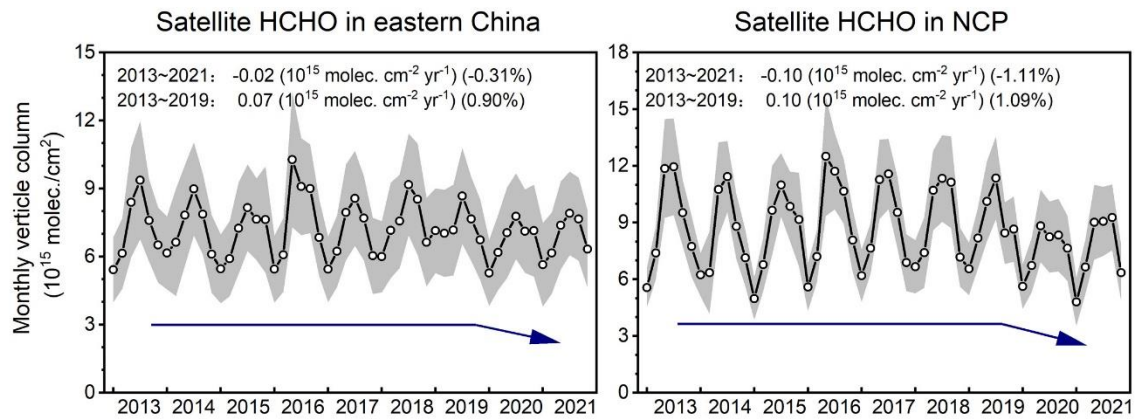 Satellite HCHO in eastern China
2013~2021: -0.02 (10¹⁵ molec. cm⁻² yr⁻¹) (-0.31%)
2013~2019: 0.07 (10¹⁵ molec. cm⁻² yr⁻¹) (0.90%)
Monthly verticle column
(10¹⁵ molec./cm²)
15
12
9
6
3
0
2013 2014 2015 2016 2017 2018 2019 2020 2021
Satellite HCHO in NCP
2013~2021: -0.10 (10¹⁵ molec. cm⁻² yr⁻¹) (-1.11%)
2013~2019: 0.10 (10¹⁵ molec. cm⁻² yr⁻¹) (1.09%)
18
15
12
9
6
3
0
2013 2014 2015 2016 2017 2018 2019 2020 2021